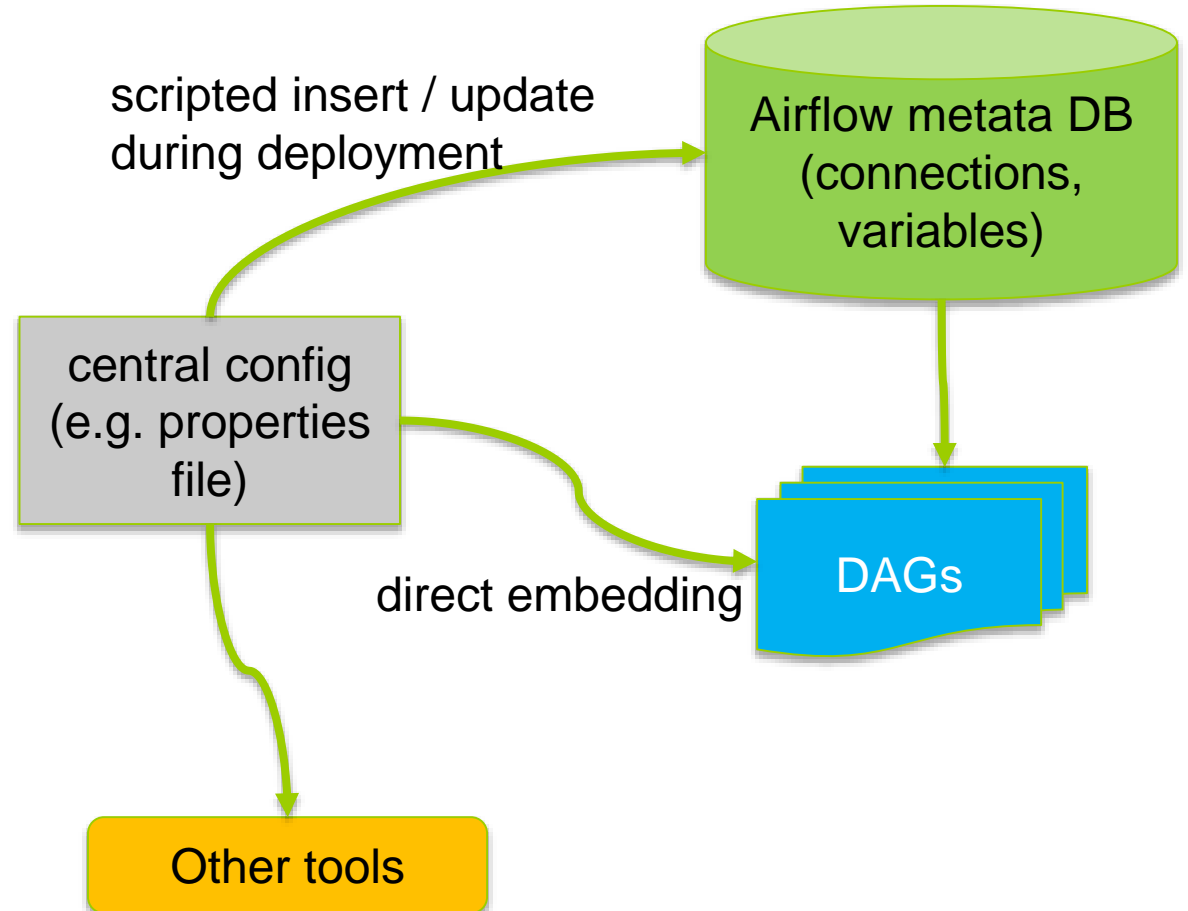 scripted insert / update
during deployment
Airflow metata DB
(connections,
variables)
central config
(e.g. properties
file)
direct embedding
DAGs
Other tools